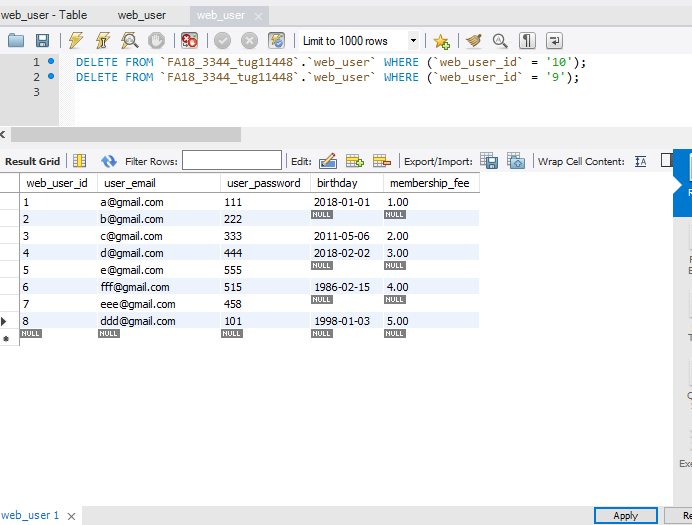 web_user - Table web_user web_user
Limit to 1000 rows
1 DELETE FROM `FA18_3344_tug11448`.`web_user` WHERE (`web_user_id` = '10');
2 DELETE FROM `FA18_3344_tug11448`.`web_user` WHERE (`web_user_id` = '9');
3
Result Grid Filter Rows: Edit: Export/Import: Wrap Cell Content:
web_user_id user_email user_password birthday membership_fee
1 a@gmail.com 111 2018-01-01 1.00
2 b@gmail.com 222 NULL NULL
3 c@gmail.com 333 2011-05-06 2.00
4 d@gmail.com 444 2018-02-02 3.00
5 e@gmail.com 555 NULL NULL
6 fff@gmail.com 515 1986-02-15 4.00
7 eee@gmail.com 458 NULL NULL
8 ddd@gmail.com 101 1998-01-03 5.00
NULL NULL NULL NULL NULL
web_user 1 Apply Re